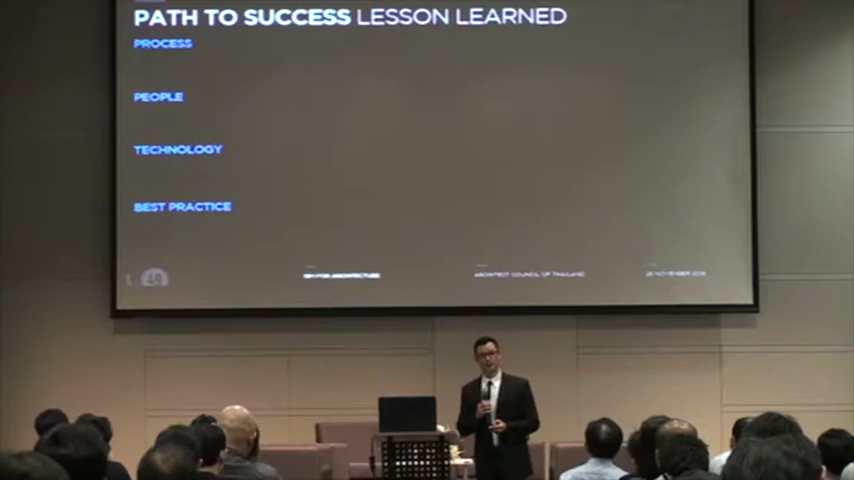 PATH TO SUCCESS LESSON LEARNED
PROCESS
PEOPLE
TECHNOLOGY
BEST PRACTICE
ARCHITECT COUNCIL OF THAILAND